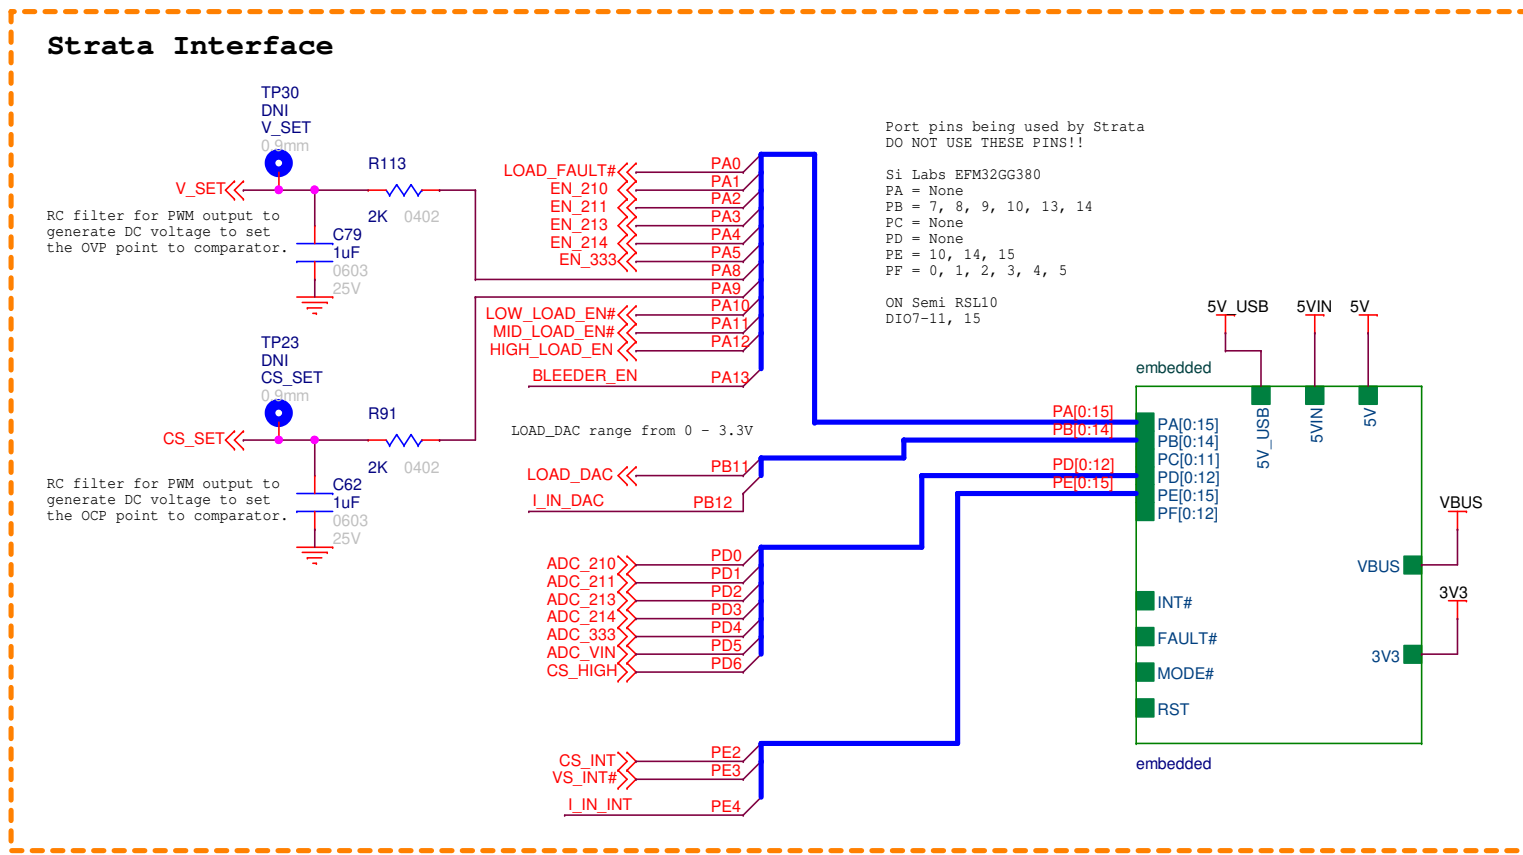 Strata Interface
TP30
DNI
V_SET
0.9mm
V_SET
R113
2K 0402
RC filter for PWM output to
generate DC voltage to set
the OVP point to comparator.
C79
1uF
0603
25V
TP23
DNI
CS_SET
0.9mm
CS_SET
R91
2K 0402
RC filter for PWM output to
generate DC voltage to set
the OCP point to comparator.
C62
1uF
0603
25V
LOAD_FAULT# PA0
EN_210 PA1
EN_211 PA2
EN_213 PA3
EN_214 PA4
EN_333 PA5
PA8
PA9
LOW_LOAD_EN# PA10
MID_LOAD_EN# PA11
HIGH_LOAD_EN PA12
BLEEDER_EN PA13
LOAD_DAC range from 0 - 3.3V
LOAD_DAC PB11
I_IN_DAC PB12
ADC_210 PD0
ADC_211 PD1
ADC_213 PD2
ADC_214 PD3
ADC_333 PD4
ADC_VIN PD5
CS_HIGH PD6
CS_INT PE2
VS_INT# PE3
I_IN_INT PE4
Port pins being used by Strata
DO NOT USE THESE PINS!!
Si Labs EFM32GG380
PA = None
PB = 7, 8, 9, 10, 13, 14
PC = None
PD = None
PE = 10, 14, 15
PF = 0, 1, 2, 3, 4, 5
ON Semi RSL10
DIO7-11, 15
5V_USB 5VIN 5V
embedded
PA[0:15]
PB[0:14]
PD[0:12]
PE[0:15]
PA[0:15]
PB[0:14]
PC[0:11]
PD[0:12]
PE[0:15]
PF[0:12]
5V_USB
5VIN
5V
VBUS
VBUS
3V3
3V3
INT#
FAULT#
MODE#
RST
embedded